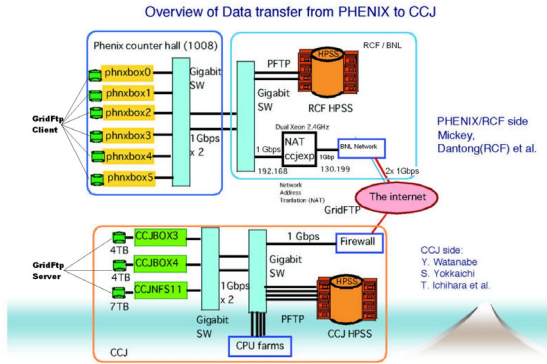 Overview of Data transfer from PHENIX to CCJ
Phenix counter hall (1008)
phnxbox0
phnxbox1
phnxbox2
phnxbox3
phnxbox4
phnxbox5
GridFtp
Client
Gigabit
SW
1Gbps
x 2
RCF / BNL
Gigabit
SW
PFTP
HPSS
RCF HPSS
Dual Xeon 2.4GHz
NAT
ccjexp
1 Gbps
192.168
1Gbp
130.199
BNL Network
Network
Address
Tranlation (NAT)
2x 1Gbps
GridFTP
The internet
PHENIX/RCF side
Mickey,
Dantong(RCF) et al.
GridFtp
Server
CCJBOX3
4TB
CCJBOX4
4TB
CCJNFS11
7TB
1Gbps
x 2
Gigabit
SW
Gigabit
SW
1 Gbps
Firewall
HPSS
PFTP
CCJ HPSS
CPU farms
CCJ
CCJ side:
Y. Watanabe
S. Yokkaichi
T. Ichihara et al.